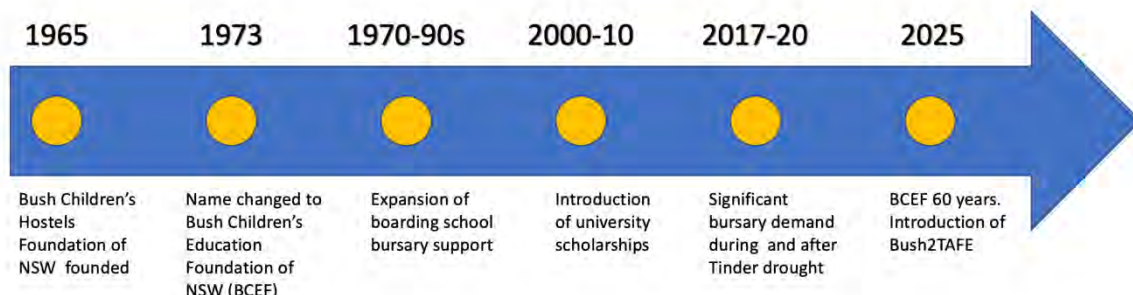 1965
1973
1970-90s
2000-10
2017-20
2025
Bush Children's
Hostels
Foundation of
NSW founded
Name changed to
Bush Children's
Education
Foundation of
NSW (BCEF)
Expansion of
boarding school
bursary support
Introduction
of university
scholarships
Significant
bursary demand
during and after
Tinder drought
BCEF 60 years.
Introduction of
Bush2TAFE